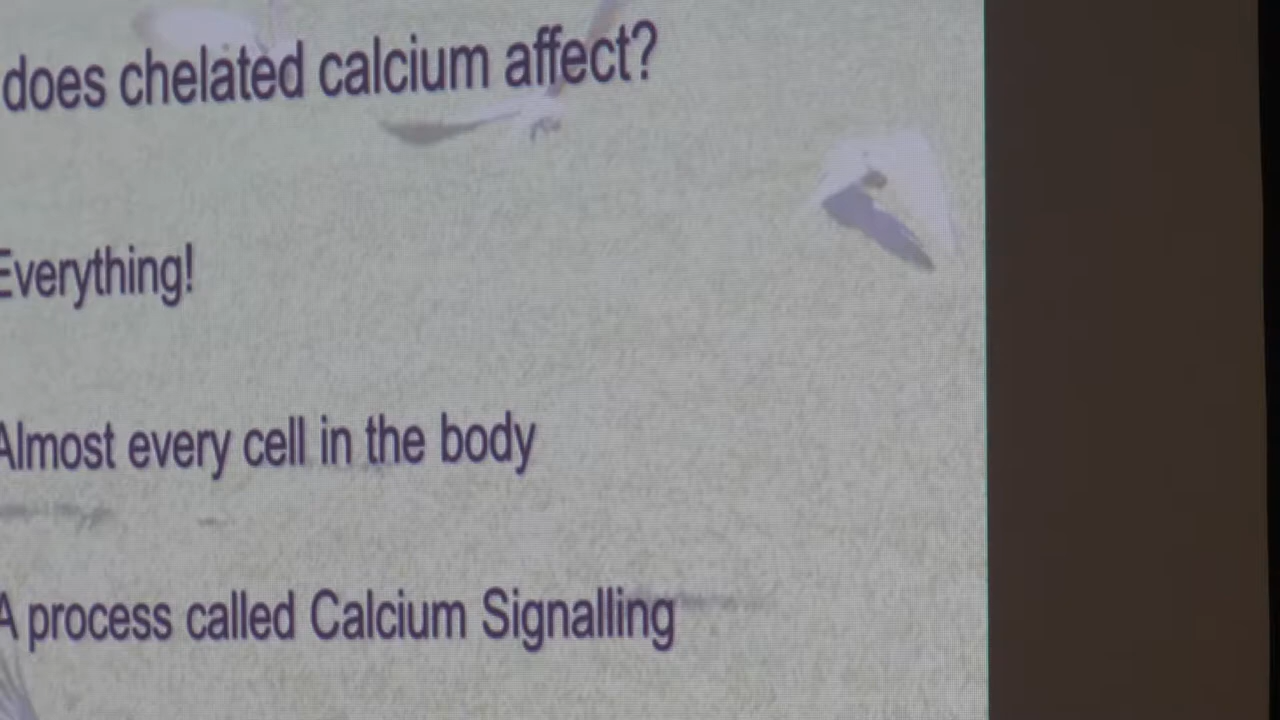 does chelated calcium affect?
Everything!
Almost every cell in the body
A process called Calcium Signalling